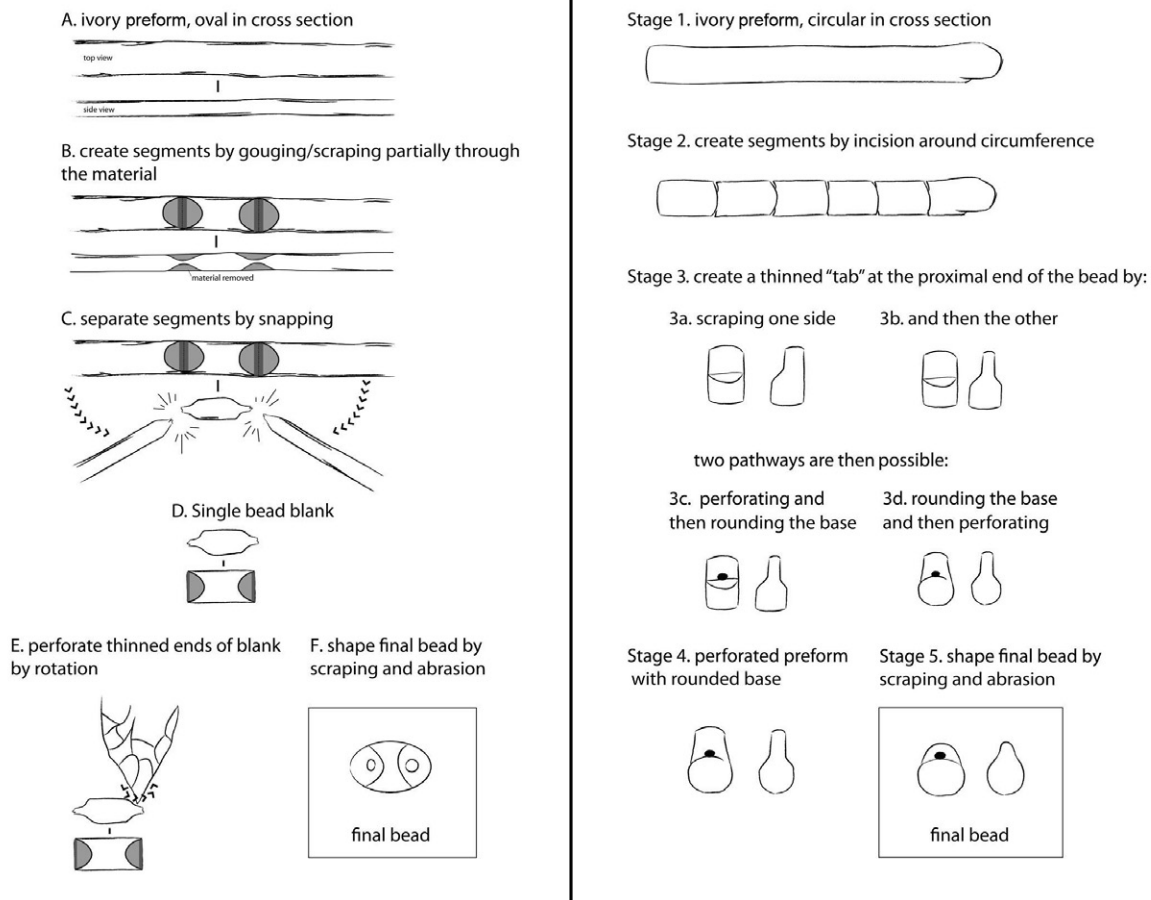 A. ivory preform, oval in cross section
top view
side view
B. create segments by gouging/scraping partially through
the material
material removed
C. separate segments by snapping
D. Single bead blank
E. perforate thinned ends of blank
by rotation
F. shape final bead by
scraping and abrasion
final bead
Stage 1. ivory preform, circular in cross section
Stage 2. create segments by incision around circumference
Stage 3. create a thinned “tab” at the proximal end of the bead by:
3a. scraping one side
3b. and then the other
two pathways are then possible:
3c. perforating and
then rounding the base
3d. rounding the base
and then perforating
Stage 4. perforated preform
with rounded base
Stage 5. shape final bead by
scraping and abrasion
final bead